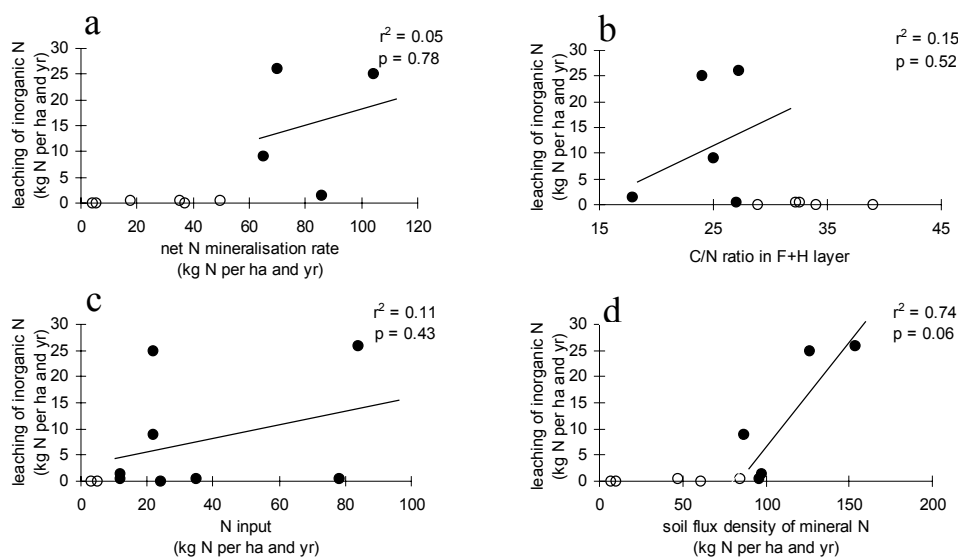 a
r² = 0.05
p = 0.78
leaching of inorganic N
(kg N per ha and yr)
30
25
20
15
10
5
0
0 20 40 60 80 100 120
net N mineralisation rate
(kg N per ha and yr)
b
r² = 0.15
p = 0.52
leaching of inorganic N
(kg N per ha and yr)
30
25
20
15
10
5
0
15 25 35 45
C/N ratio in F+H layer
c
r² = 0.11
p = 0.43
leaching of inorganic N
(kg N per ha and yr)
30
25
20
15
10
5
0
0 20 40 60 80 100
N input
(kg N per ha and yr)
d
r² = 0.74
p = 0.06
leaching of inorganic N
(kg N per ha and yr)
30
25
20
15
10
5
0
0 50 100 150 200
soil flux density of mineral N
(kg N per ha and yr)